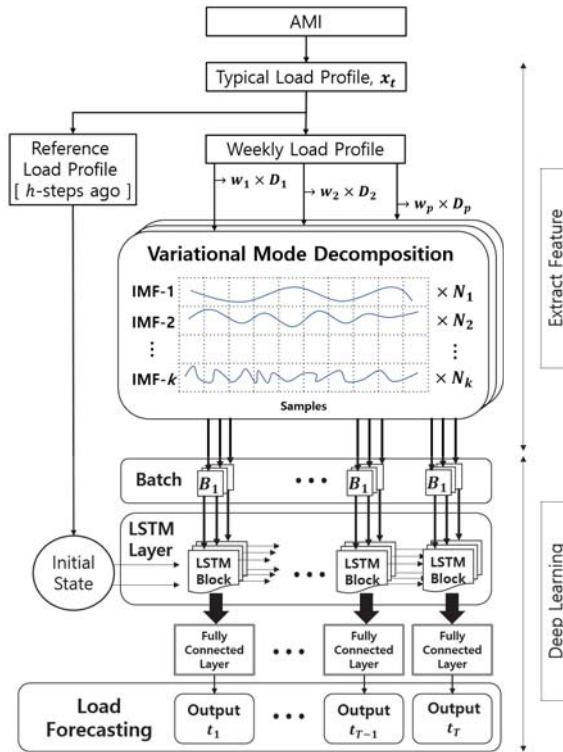 AMI
Typical Load Profile, x_t
Reference
Load Profile
[ h-steps ago ]
Weekly Load Profile
→ w_1 × D_1
→ w_2 × D_2
→ w_p × D_p
Variational Mode Decomposition
IMF-1
× N_1
IMF-2
× N_2
⋮
⋮
IMF-k
× N_k
Samples
Extract Feature
Batch
B_1
• • •
B_1
B_1
LSTM
Layer
Initial
State
LSTM
Block
• • •
LSTM
Block
LSTM
Block
Fully
Connected
Layer
• • •
Fully
Connected
Layer
Fully
Connected
Layer
Deep Learning
Load
Forecasting
Output
t_1
• • •
Output
t_{T−1}
Output
t_T